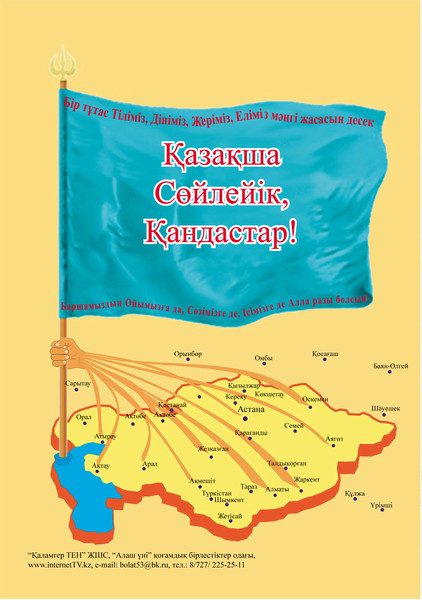 Бір тұтас Тіліміз, Дініміз, Жеріміз, Еліміз мәңгі жасасын десек
Қазақша
Сөйлейік,
Қандастар!
Баршамыздың Ойымызға да, Сөзімізге де, Ісімізге де Алла разы болсын!
Орынбор
Омбы
Қосағаш
Баян-Өлгей
Сарытау
Қызылжар
Көкшетау
Кереку
Өскемен
Қостанай
Астана
Шәуешек
Орал
Ақтөбе
Ақтөбе
Семей
Атырау
Қарағанды
Аягөз
Жезқазған
Ақтау
Арал
Талдықорған
Жаркент
Ақмешіт
Тараз
Алматы
Түркістан
Шымкент
Құлжа
Үрімші
Жетісай
"Қаламгер ТЕН" ЖШС, "Алаш үні" қоғамдық бірлестіктер одағы,
www.internetTV.kz, e-mail: bolat53@bk.ru, тел.: 8/727/ 225-25-11